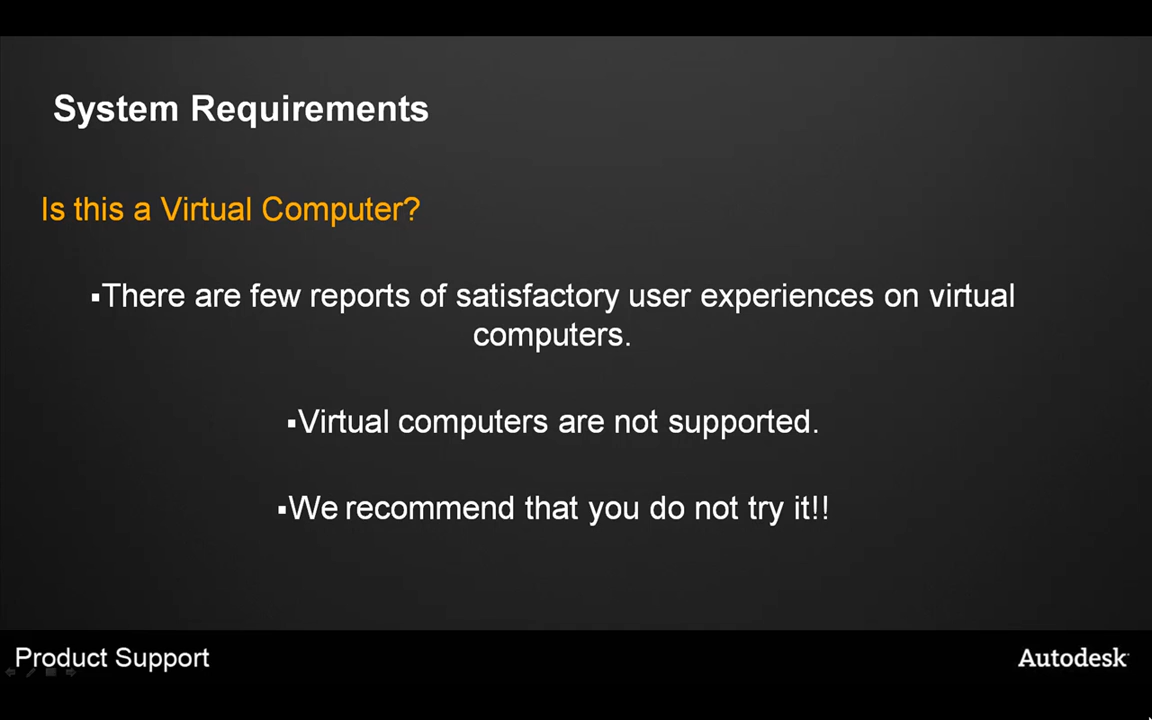 System Requirements
Is this a Virtual Computer?
▪There are few reports of satisfactory user experiences on virtual
computers.
▪Virtual computers are not supported.
▪We recommend that you do not try it!!
Product Support
Autodesk